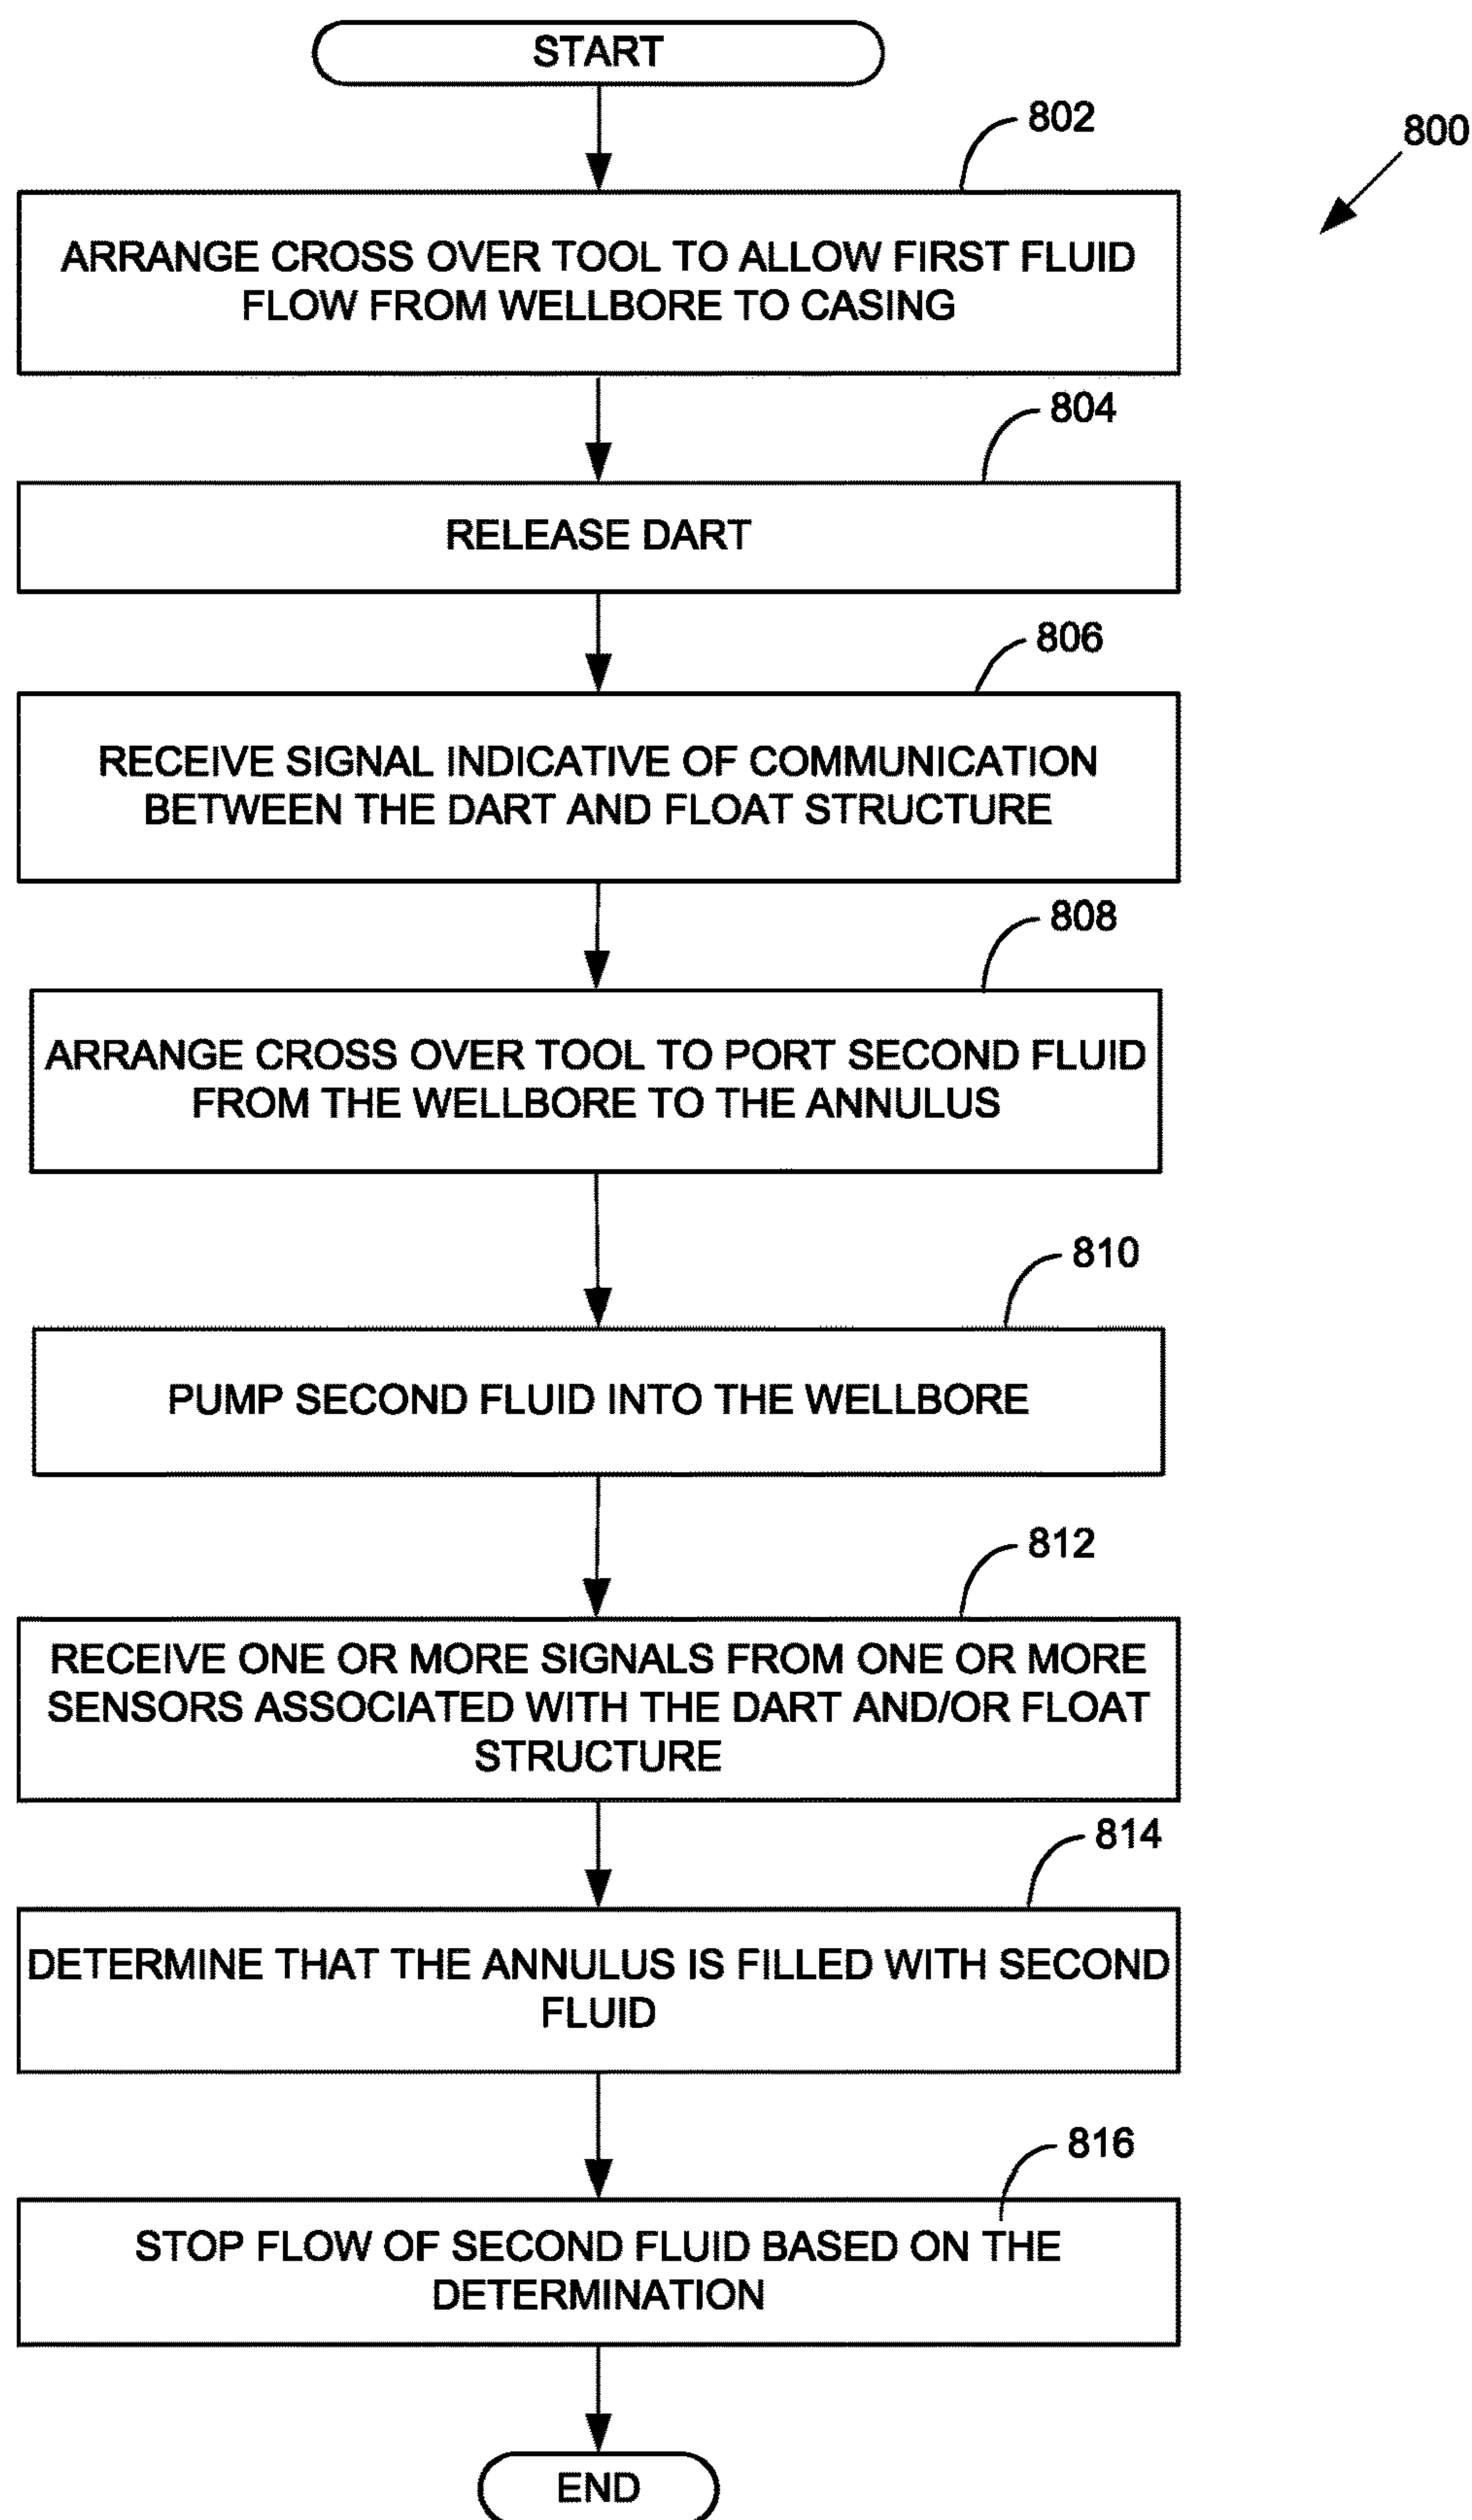 START
802
800
ARRANGE CROSS OVER TOOL TO ALLOW FIRST FLUID
FLOW FROM WELLBORE TO CASING
804
RELEASE DART
806
RECEIVE SIGNAL INDICATIVE OF COMMUNICATION
BETWEEN THE DART AND FLOAT STRUCTURE
808
ARRANGE CROSS OVER TOOL TO PORT SECOND FLUID
FROM THE WELLBORE TO THE ANNULUS
810
PUMP SECOND FLUID INTO THE WELLBORE
812
RECEIVE ONE OR MORE SIGNALS FROM ONE OR MORE
SENSORS ASSOCIATED WITH THE DART AND/OR FLOAT
STRUCTURE
814
DETERMINE THAT THE ANNULUS IS FILLED WITH SECOND
FLUID
816
STOP FLOW OF SECOND FLUID BASED ON THE
DETERMINATION
END